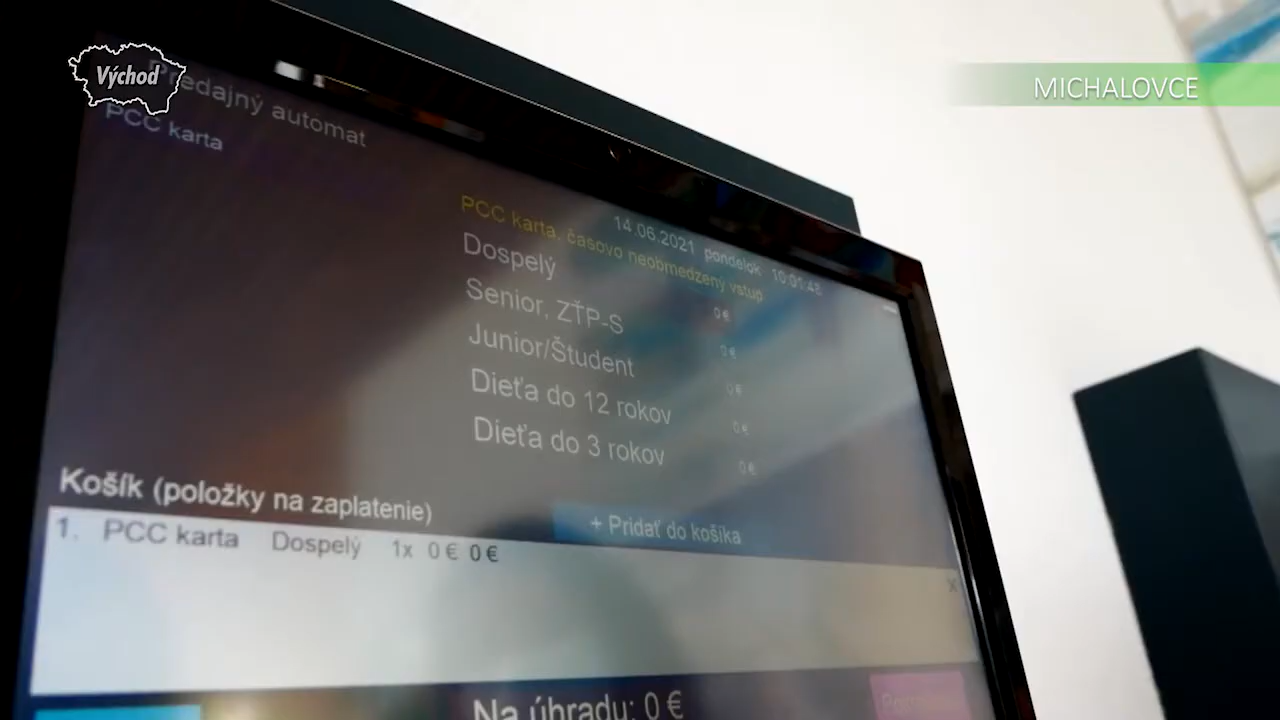 Východ
MICHALOVCE
Predajný automat
PCC karta
14.06.2021 pondelok 10:01:48
PCC karta, časovo neobmedzený vstup
Dospelý 0 €
Senior, ZŤP-S 0 €
Junior/Študent 0 €
Dieťa do 12 rokov 0 €
Dieťa do 3 rokov 0 €
+ Pridať do košíka
Košík (položky na zaplatenie)
1. PCC karta Dospelý 1x 0 € 0 €
X
Na úhradu: 0 €